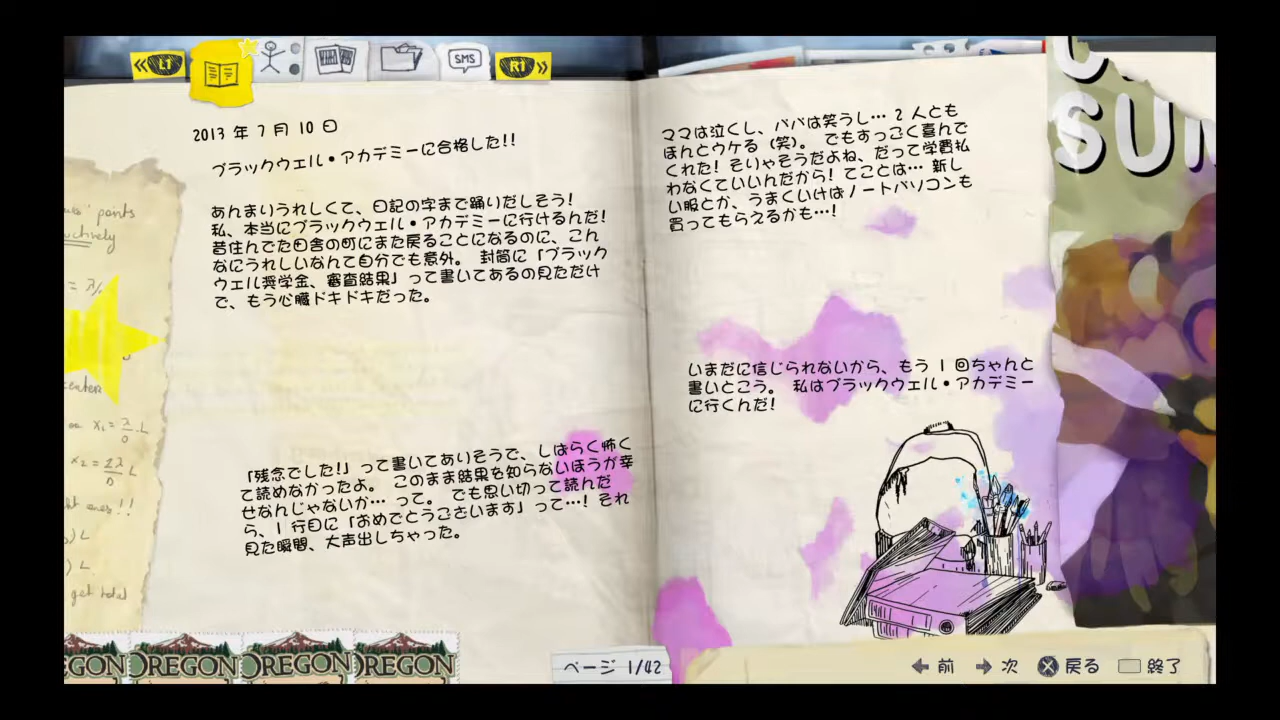 LT
SMS
R1
2013 年 7 月 10 日
ブラックウェル・アカデミーに合格した!!
あんまりうれしくて、日記の字まで踊りだしそう!
私、本当にブラックウェル・アカデミーに行けるんだ!
昔住んでた田舎の町にまた戻ることになるのに、こん
なにうれしいなんて自分でも意外。 封筒に「ブラック
ウェル奨学金、審査結果」って書いてあるの見ただけ
で、もう心臓ドキドキだった。
「残念でした!」って書いてありそうで、しばらく怖く
て読めなかったよ。 このまま結果を知らないほうが幸
せなんじゃないか… って。 でも思い切って読んだ
ら、1 行目に「おめでとうございます」って…! それ
見た瞬間、大声出しちゃった。
ママは泣くし、パパは笑うし… 2 人とも
ほんとウケる (笑)。 でもすっごく喜んで
くれた! そりゃそうだよね、だって学費払
わなくていいんだから! てことは… 新し
い服とか、うまくいけばノートパソコンも
買ってもらえるかも…!
いまだに信じられないから、もう 1 回ちゃんと
書いとこう。 私はブラックウェル・アカデミー
に行くんだ!
points
get total
SUN
EGON OREGON OREGON OREGON
ページ 1/42
前 次 戻る 終了